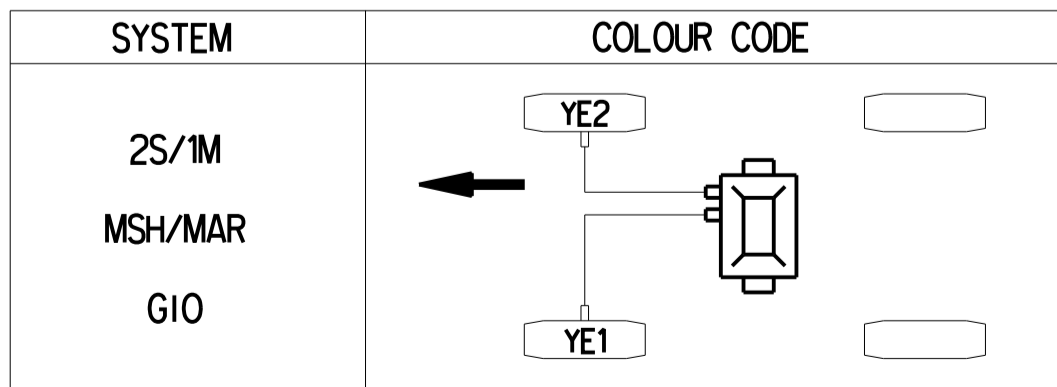 SYSTEM
COLOUR CODE
2S/1M
MSH/MAR
GIO
YE2
YE1